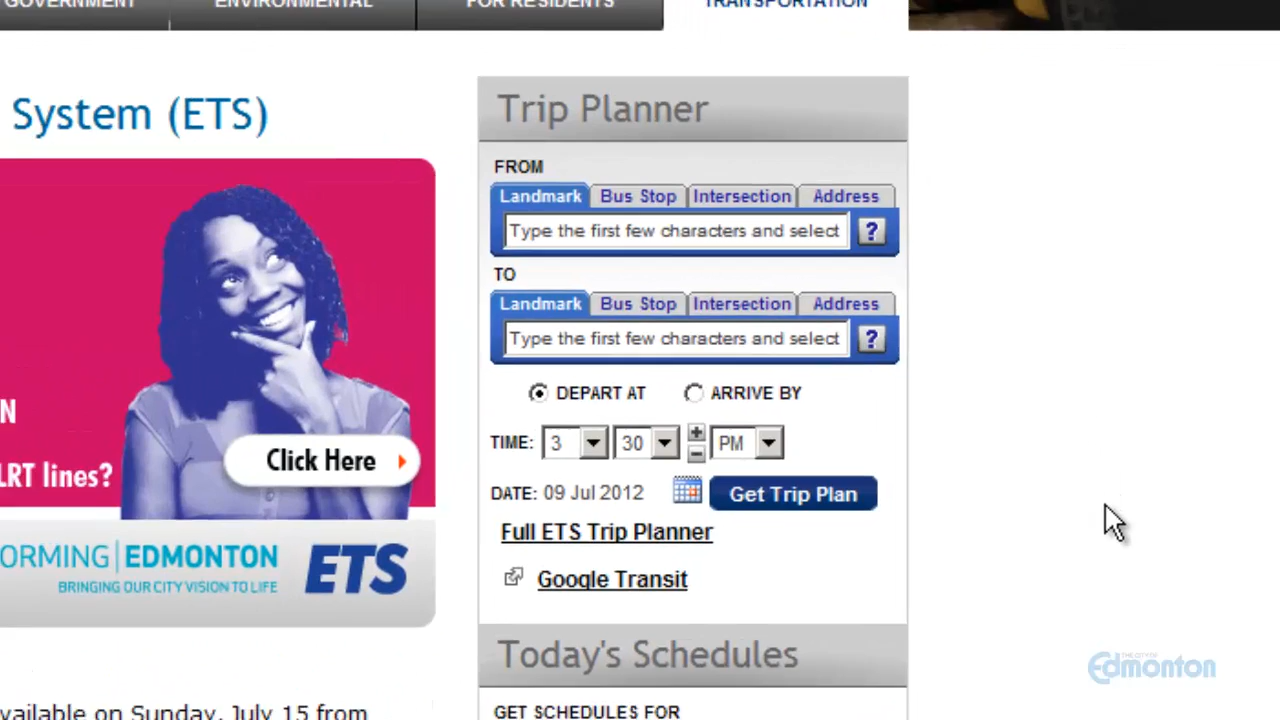 GOVERNMENT
ENVIRONMENTAL
FOR RESIDENTS
TRANSPORTATION
System (ETS)
N
LRT lines?
Click Here
ORMING|EDMONTON
BRINGING OUR CITY VISION TO LIFE
ETS
vailable on Sunday, July 15 from
Trip Planner
FROM
Landmark Bus Stop Intersection Address
Type the first few characters and select ?
TO
Landmark Bus Stop Intersection Address
Type the first few characters and select ?
DEPART AT ARRIVE BY
TIME: 3 30 + - PM
DATE: 09 Jul 2012 Get Trip Plan
Full ETS Trip Planner
Google Transit
Today's Schedules
GET SCHEDULES FOR
THE CITY OF
Edmonton